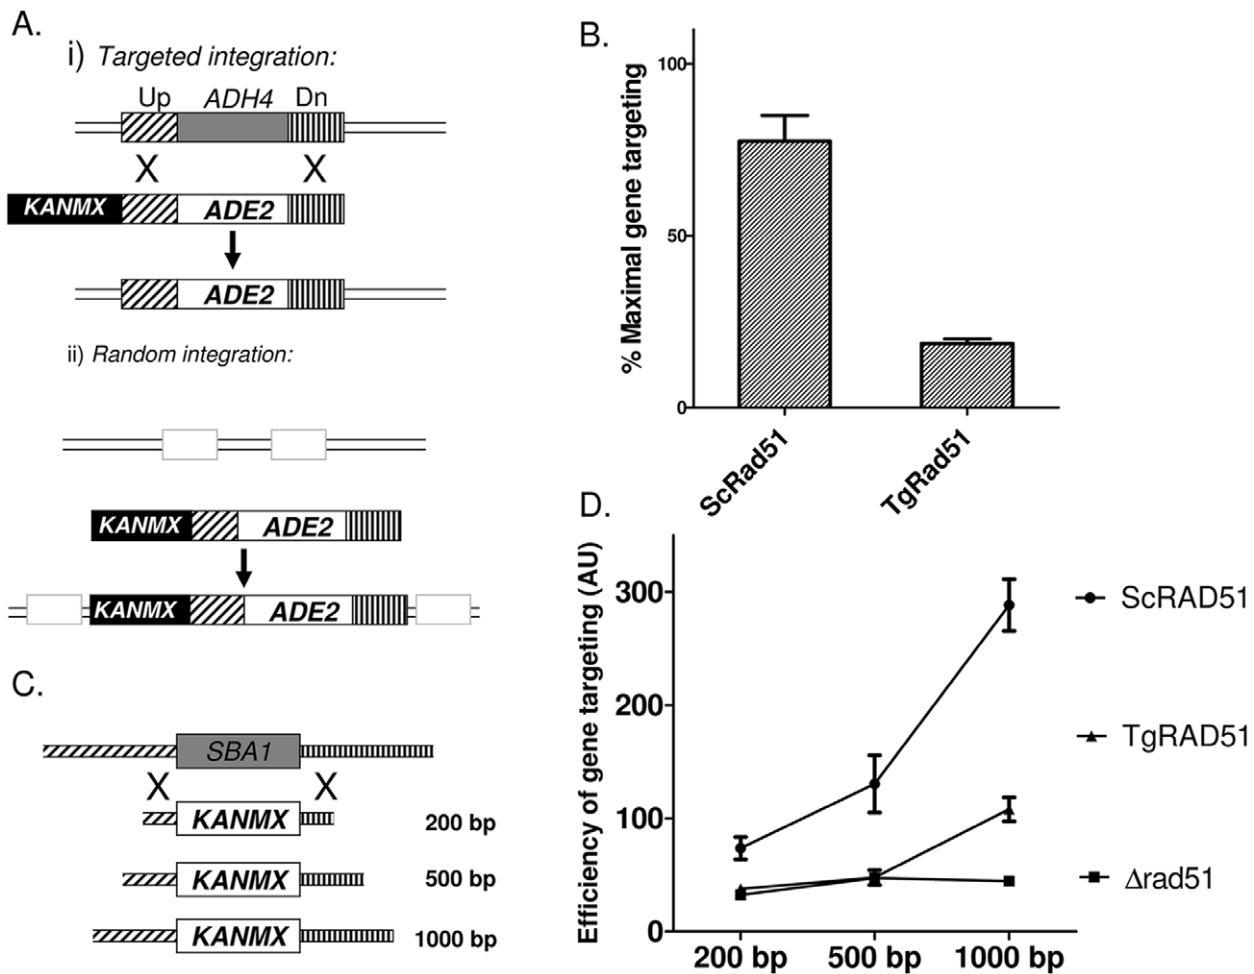 A.
i) Targeted integration:
Up ADH4 Dn
X X
KANMX ADE2
ADE2
ii) Random integration:
KANMX ADE2
KANMX ADE2
B.
% Maximal gene targeting
100
50
0
ScRad51
TgRad51
C.
SBA1
X X
KANMX 200 bp
KANMX 500 bp
KANMX 1000 bp
D.
Efficiency of gene targeting (AU)
300
200
100
0
200 bp 500 bp 1000 bp
ScRAD51
TgRAD51
Δrad51